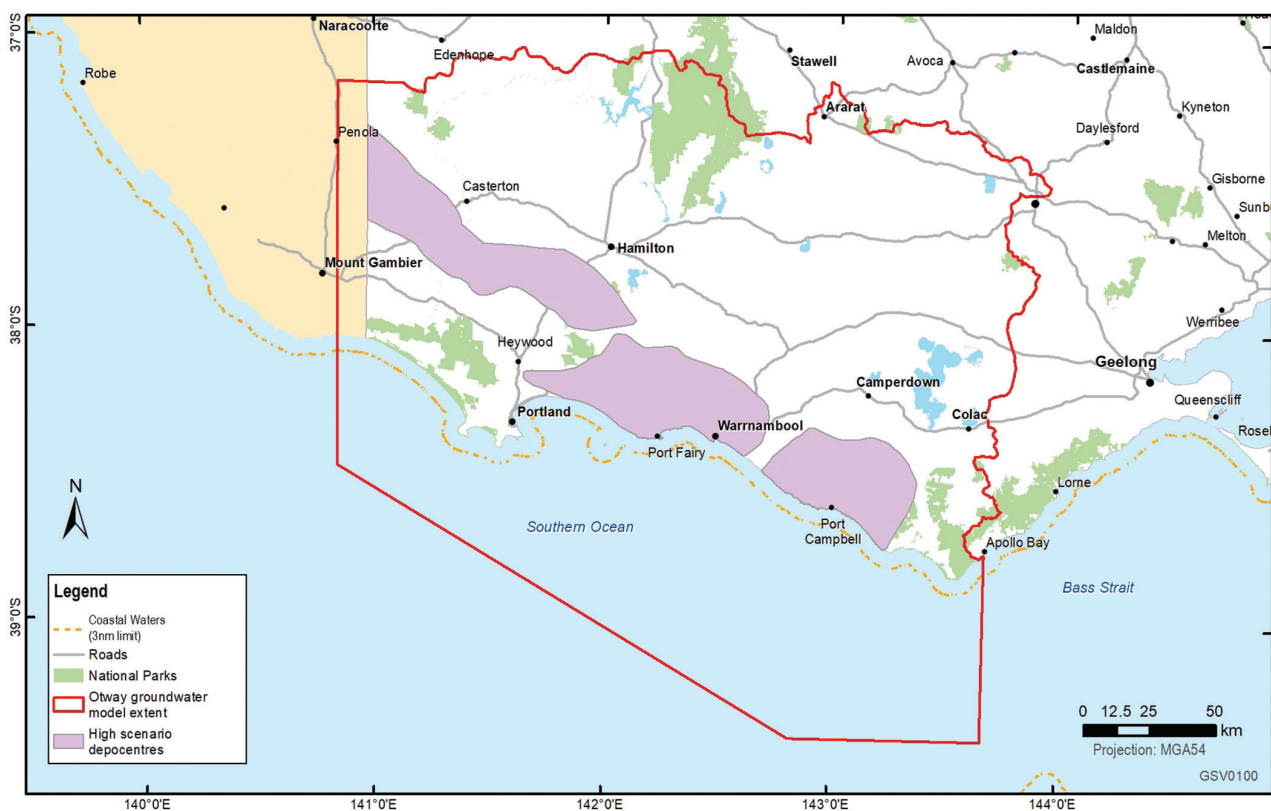 37°0'S
38°0'S
39°0'S
Naracoorte
Edenhope
Robe
Penola
Casterton
Mount Gambier
Hamilton
Heywood
Portland
Port Fairy
Warrnambool
Port
Campbell
Camperdown
Colac
Stawell
Ararat
Avoca
Maldon
Castlemaine
Kyneton
Daylesford
Gisborne
Sunbu
Melton
Werribee
Geelong
Queenscliff
Rosel
Lorne
Apollo Bay
Southern Ocean
Bass Strait
N
Legend
Coastal Waters
(3nm limit)
Roads
National Parks
Otway groundwater
model extent
High scenario
depocentres
0 12.5 25 50
km
Projection: MGA54
GSV0100
140°0'E
141°0'E
142°0'E
143°0'E
144°0'E